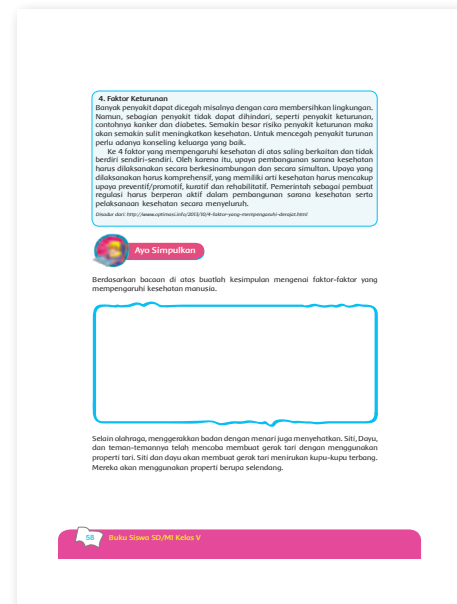 4. Faktor Keturunan
Banyak penyakit dapat dicegah misalnya dengan cara membersihkan lingkungan.
Namun, sebagian penyakit tidak dapat dihindari, seperti penyakit keturunan,
contohnya kanker dan diabetes. Semakin besar risiko penyakit keturunan maka
akan semakin sulit meningkatkan kesehatan. Untuk mencegah penyakit turunan
perlu adanya konseling keluarga yang baik.
Ke 4 faktor yang mempengaruhi kesehatan di atas saling berkaitan dan tidak
berdiri sendiri-sendiri. Oleh karena itu, upaya pembangunan sarana kesehatan
harus dilaksanakan secara berkesinambungan dan secara simultan. Upaya yang
dilaksanakan harus komprehensif, yang memiliki arti kesehatan harus mencakup
upaya preventif/promotif, kuratif dan rehabilitatif. Pemerintah sebagai pembuat
regulasi harus berperan aktif dalam pembangunan sarana kesehatan serta
pelaksanaan kesehatan secara menyeluruh.
Disadur dari: http://www.optimasi.info/2013/10/4-faktor-yang-mempengaruhi-derajat.html
Ayo Simpulkan
Berdasarkan bacaan di atas buatlah kesimpulan mengenai faktor-faktor yang
mempengaruhi kesehatan manusia.
Selain olahraga, menggerakkan badan dengan menari juga menyehatkan. Siti, Dayu,
dan teman-temannya telah mencoba membuat gerak tari dengan menggunakan
properti tari. Siti dan dayu akan membuat gerak tari menirukan kupu-kupu terbang.
Mereka akan menggunakan properti berupa selendang.
58 Buku Siswa SD/MI Kelas V